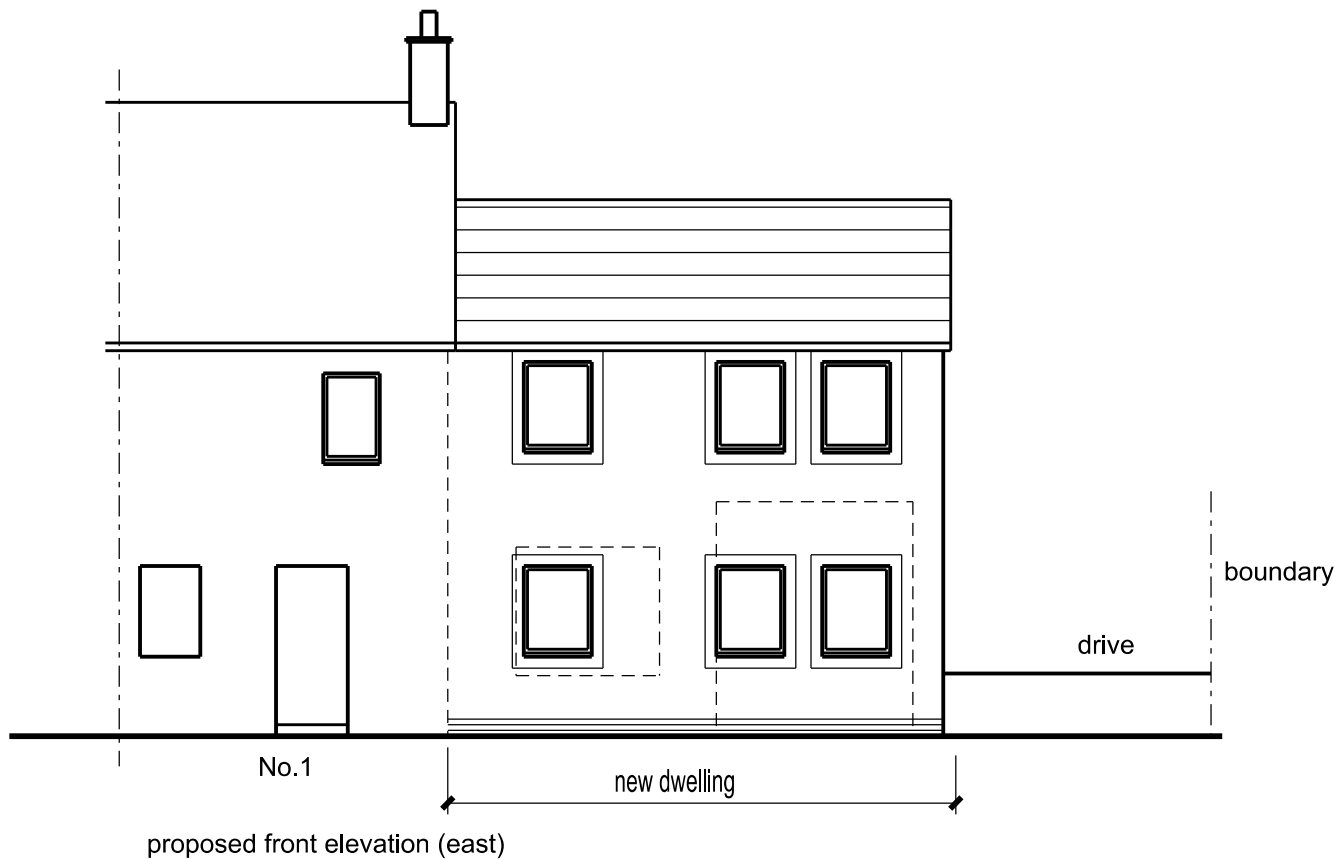 boundary
drive
No.1
new dwelling
proposed front elevation (east)